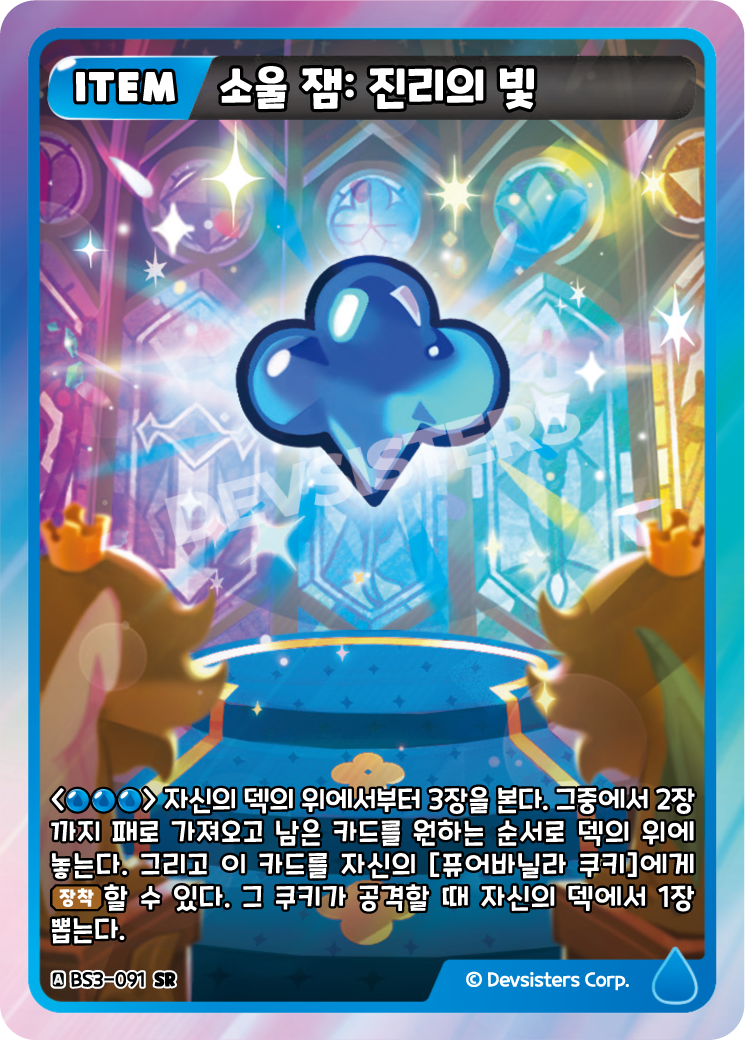 ITEM 소울 잼: 진리의 빛
DEVSISTERS
< > 자신의 덱의 위에서부터 3장을 본다. 그중에서 2장
까지 패로 가져오고 남은 카드를 원하는 순서로 덱의 위에
놓는다. 그리고 이 카드를 자신의 [퓨어바닐라 쿠키]에게
장착 할 수 있다. 그 쿠키가 공격할 때 자신의 덱에서 1장
뽑는다.
A BS3-091 SR © Devsisters Corp.